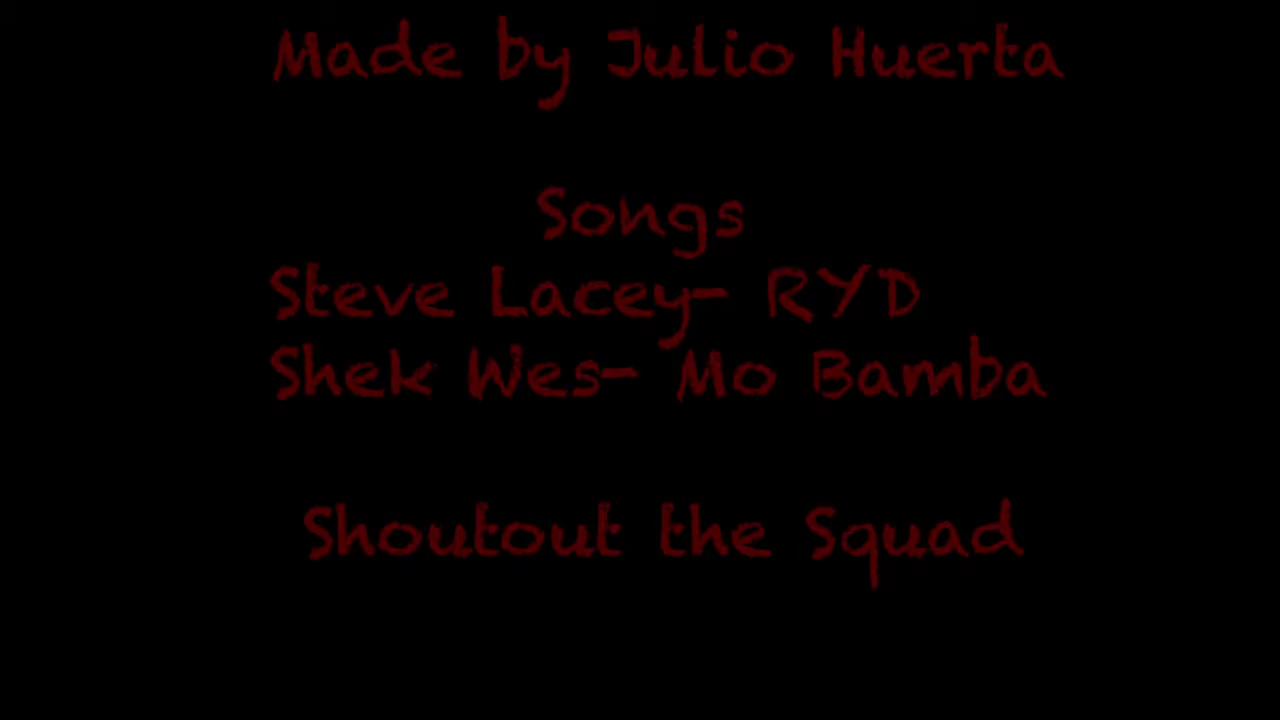 Made by Julio Huerta
Songs
Steve Lacey- RYD
Shek Wes- Mo Bamba
Shoutout the Squad